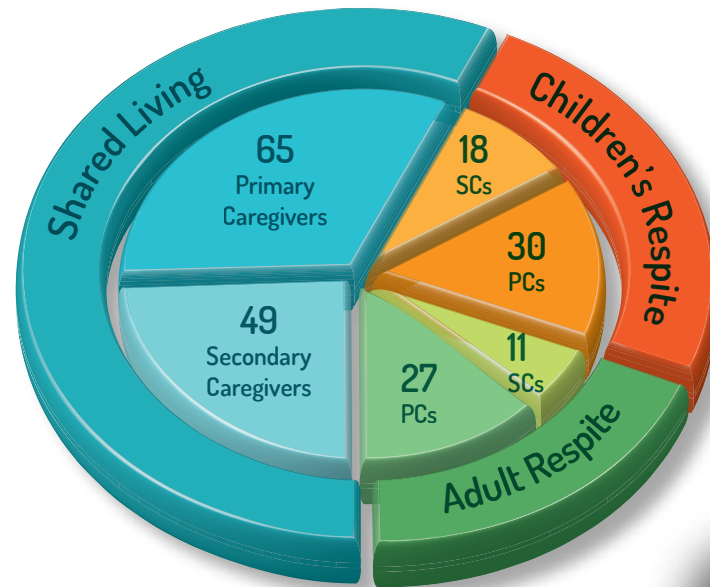 Shared Living
Children's Respite
Adult Respite
65
Primary
Caregivers
18
SCs
30
PCs
11
SCs
27
PCs
49
Secondary
Caregivers